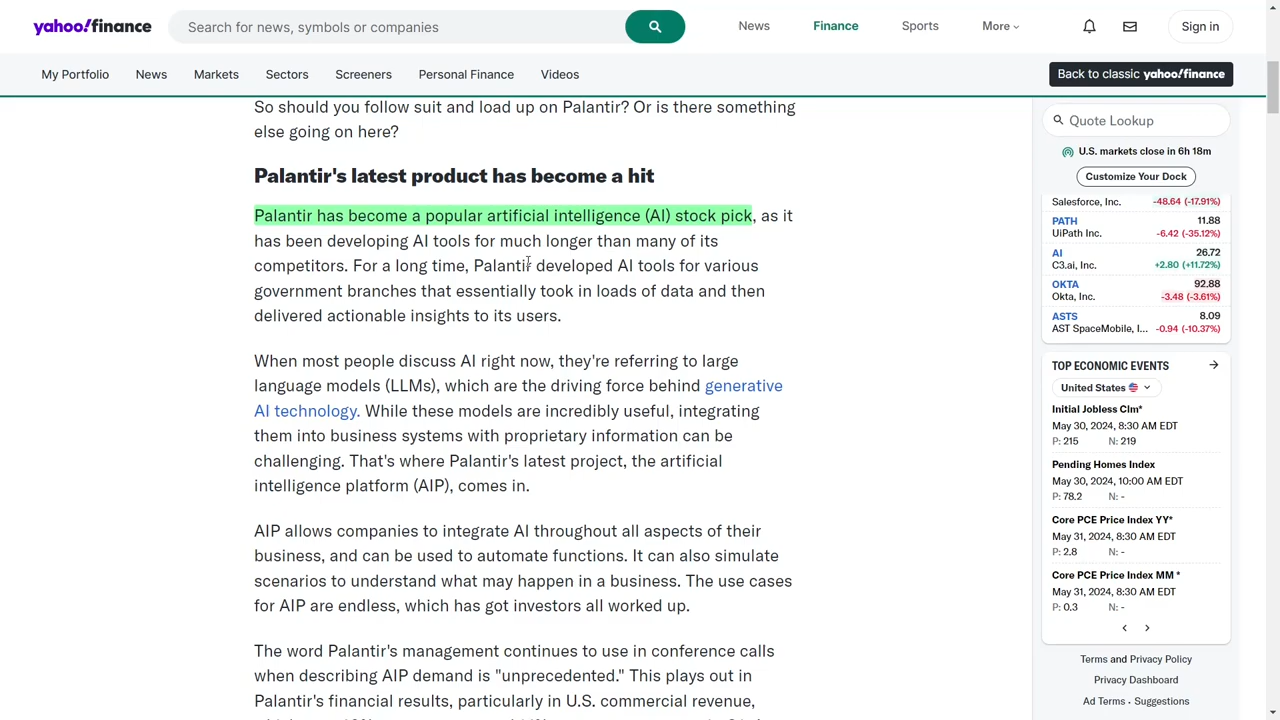 yahoo!finance
Search for news, symbols or companies
News
Finance
Sports
More
Sign in
My Portfolio
News
Markets
Sectors
Screeners
Personal Finance
Videos
Back to classic yahoo!finance
So should you follow suit and load up on Palantir? Or is there something
else going on here?
Palantir's latest product has become a hit
Palantir has become a popular artificial intelligence (AI) stock pick, as it
has been developing AI tools for much longer than many of its
competitors. For a long time, Palantir developed AI tools for various
government branches that essentially took in loads of data and then
delivered actionable insights to its users.
When most people discuss AI right now, they're referring to large
language models (LLMs), which are the driving force behind generative
AI technology. While these models are incredibly useful, integrating
them into business systems with proprietary information can be
challenging. That's where Palantir's latest project, the artificial
intelligence platform (AIP), comes in.
AIP allows companies to integrate AI throughout all aspects of their
business, and can be used to automate functions. It can also simulate
scenarios to understand what may happen in a business. The use cases
for AIP are endless, which has got investors all worked up.
The word Palantir's management continues to use in conference calls
when describing AIP demand is "unprecedented." This plays out in
Palantir's financial results, particularly in U.S. commercial revenue,
Quote Lookup
U.S. markets close in 6h 18m
Customize Your Dock
Salesforce, Inc. -48.64 (-17.91%)
PATH 11.88
UiPath Inc. -6.42 (-35.12%)
AI 26.72
C3.ai, Inc. +2.80 (+11.72%)
OKTA 92.88
Okta, Inc. -3.48 (-3.61%)
ASTS 8.09
AST SpaceMobile, I... -0.94 (-10.37%)
TOP ECONOMIC EVENTS
United States
Initial Jobless Clm*
May 30, 2024, 8:30 AM EDT
P: 215 N: 219
Pending Homes Index
May 30, 2024, 10:00 AM EDT
P: 78.2 N: -
Core PCE Price Index YY*
May 31, 2024, 8:30 AM EDT
P: 2.8 N: -
Core PCE Price Index MM *
May 31, 2024, 8:30 AM EDT
P: 0.3 N: -
Terms and Privacy Policy
Privacy Dashboard
Ad Terms • Suggestions